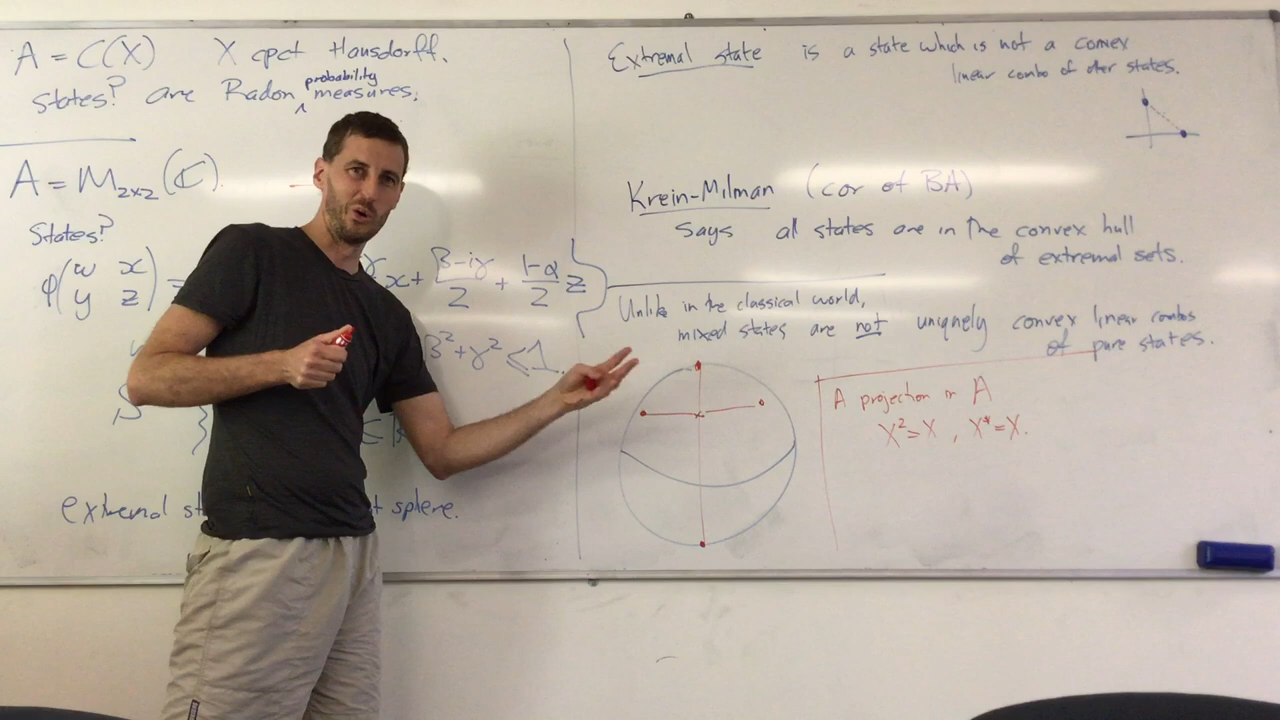 A = C(X) X cpct Hausdorff.
States? are Radon probability measures.
A = M₂ₓ₂(ℂ).
States?
φ(w x
y z) =
x + β-iγ/2 + 1-α/2 z
β² + γ² ≤ 1.
extremal st
sphere.
Extremal state is a state which is not a convex
linear combo of other states.
Krein-Milman (cor of BA)
says all states are in the convex hull
of extremal sets.
Unlike in the classical world,
mixed states are not uniquely convex linear combos
of pure states.
A projection in A
X² = X, X* = X.